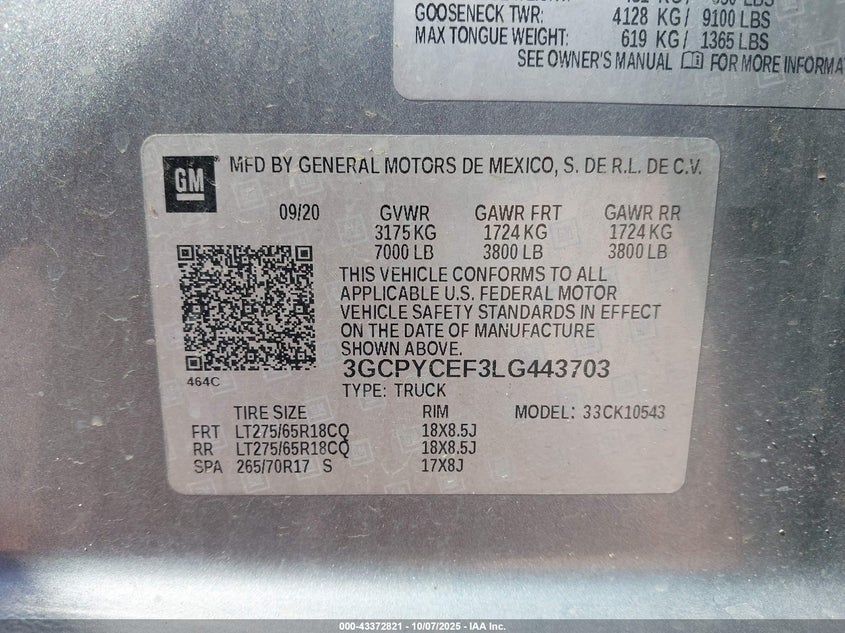 GOOSENECK TWR: 4128 KG/ 9100 LBS
MAX TONGUE WEIGHT: 619 KG/ 1365 LBS
SEE OWNER'S MANUAL FOR MORE INFORMA
GM MFD BY GENERAL MOTORS DE MEXICO, S. DE R.L. DE C.V.
09/20 GVWR GAWR FRT GAWR RR
3175 KG 1724 KG 1724 KG
7000 LB 3800 LB 3800 LB
THIS VEHICLE CONFORMS TO ALL
APPLICABLE U.S. FEDERAL MOTOR
VEHICLE SAFETY STANDARDS IN EFFECT
ON THE DATE OF MANUFACTURE
SHOWN ABOVE.
464C
3GCPYCEF3LG443703
TYPE: TRUCK
TIRE SIZE RIM MODEL: 33CK10543
FRT LT275/65R18CQ 18X8.5J
RR LT275/65R18CQ 18X8.5J
SPA 265/70R17 S 17X8J
000-43372821 - 10/07/2025 - IAA Inc.